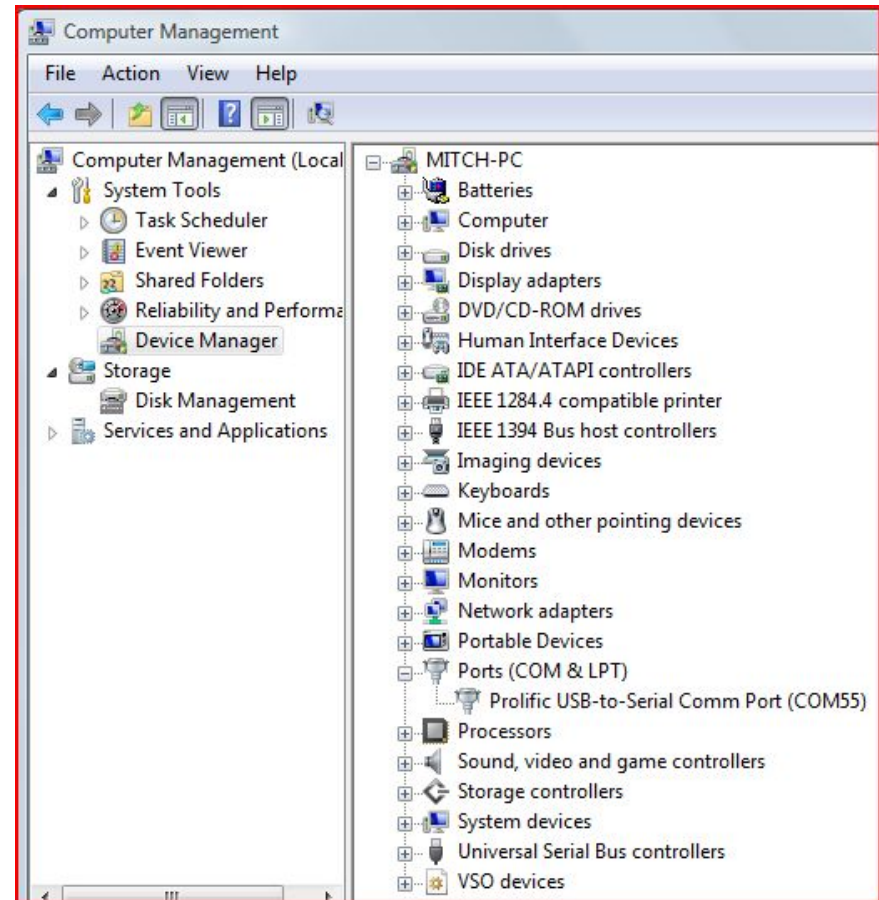 Computer Management
File Action View Help
Computer Management (Local
System Tools
Task Scheduler
Event Viewer
Shared Folders
Reliability and Performa
Device Manager
Storage
Disk Management
Services and Applications
MITCH-PC
Batteries
Computer
Disk drives
Display adapters
DVD/CD-ROM drives
Human Interface Devices
IDE ATA/ATAPI controllers
IEEE 1284.4 compatible printer
IEEE 1394 Bus host controllers
Imaging devices
Keyboards
Mice and other pointing devices
Modems
Monitors
Network adapters
Portable Devices
Ports (COM & LPT)
Prolific USB-to-Serial Comm Port (COM55)
Processors
Sound, video and game controllers
Storage controllers
System devices
Universal Serial Bus controllers
VSO devices